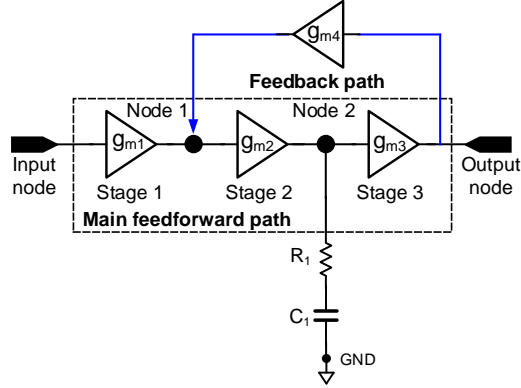 gm4
Feedback path
Node 1
Node 2
gm1
gm2
gm3
Input
node
Output
node
Stage 1
Stage 2
Stage 3
Main feedforward path
R1
C1
GND